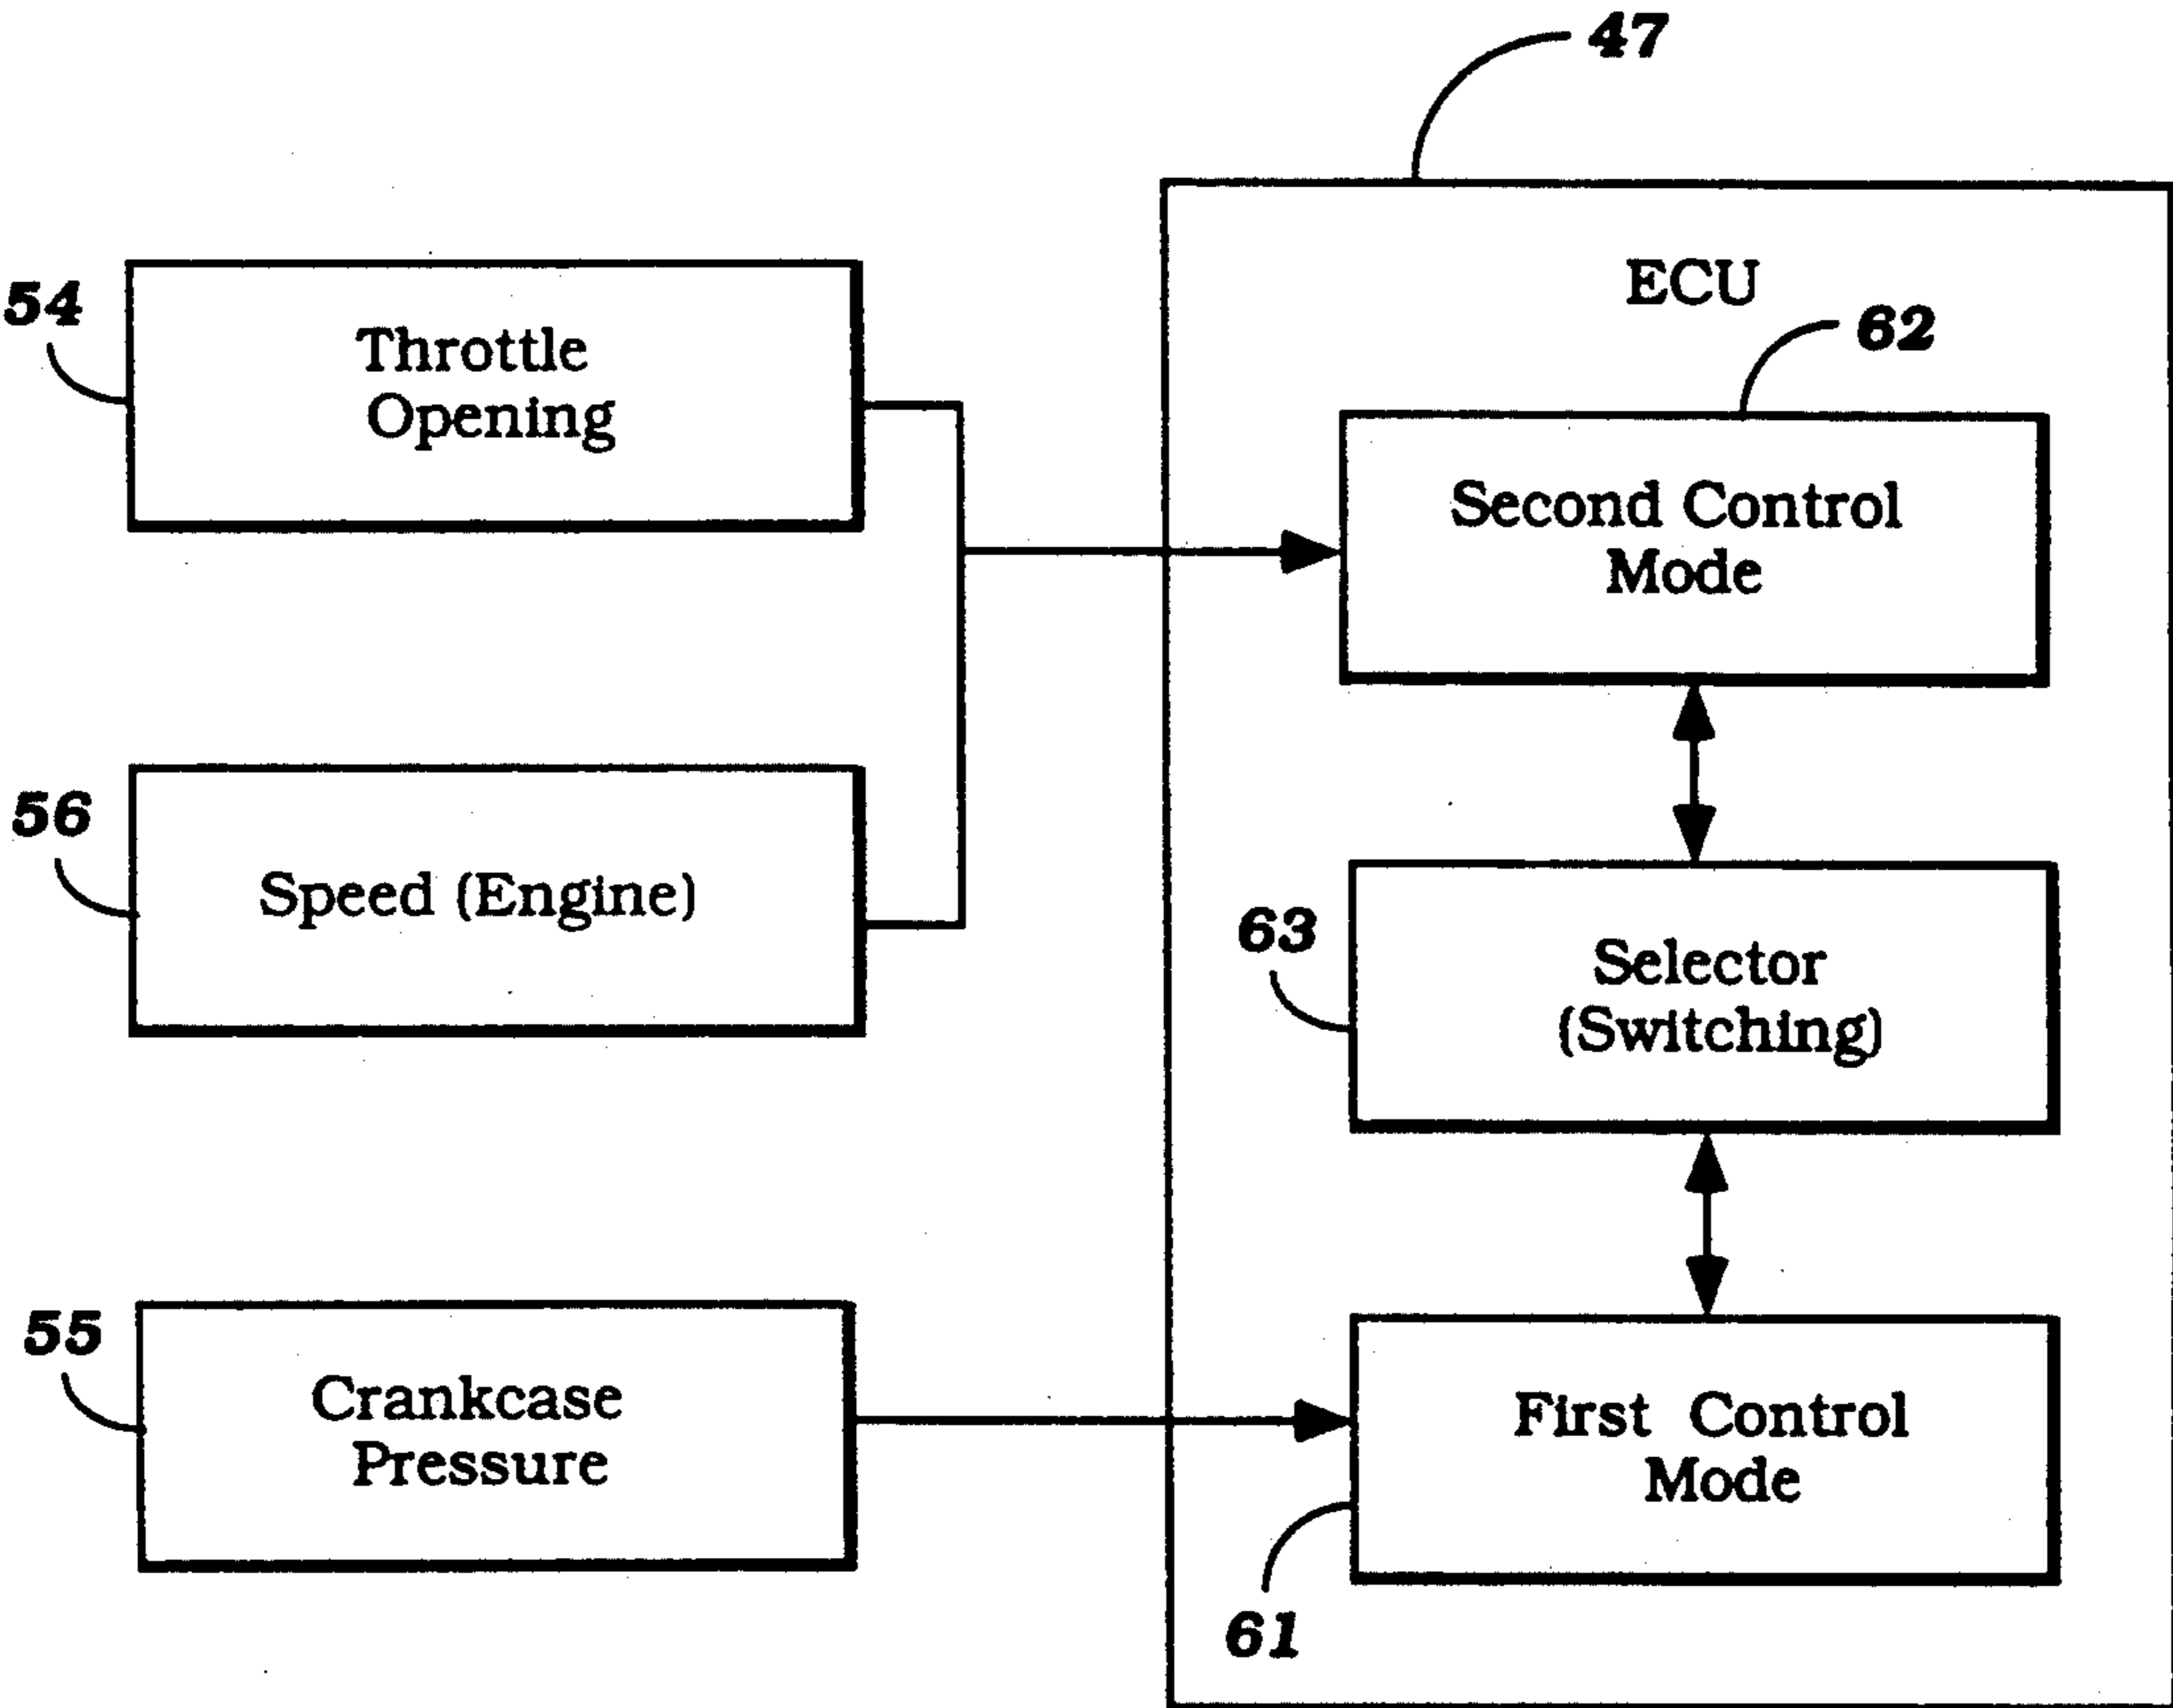 47
ECU
54
Throttle
Opening
62
Second Control
Mode
56
Speed (Engine)
63
Selector
(Switching)
55
Crankcase
Pressure
First Control
Mode
61